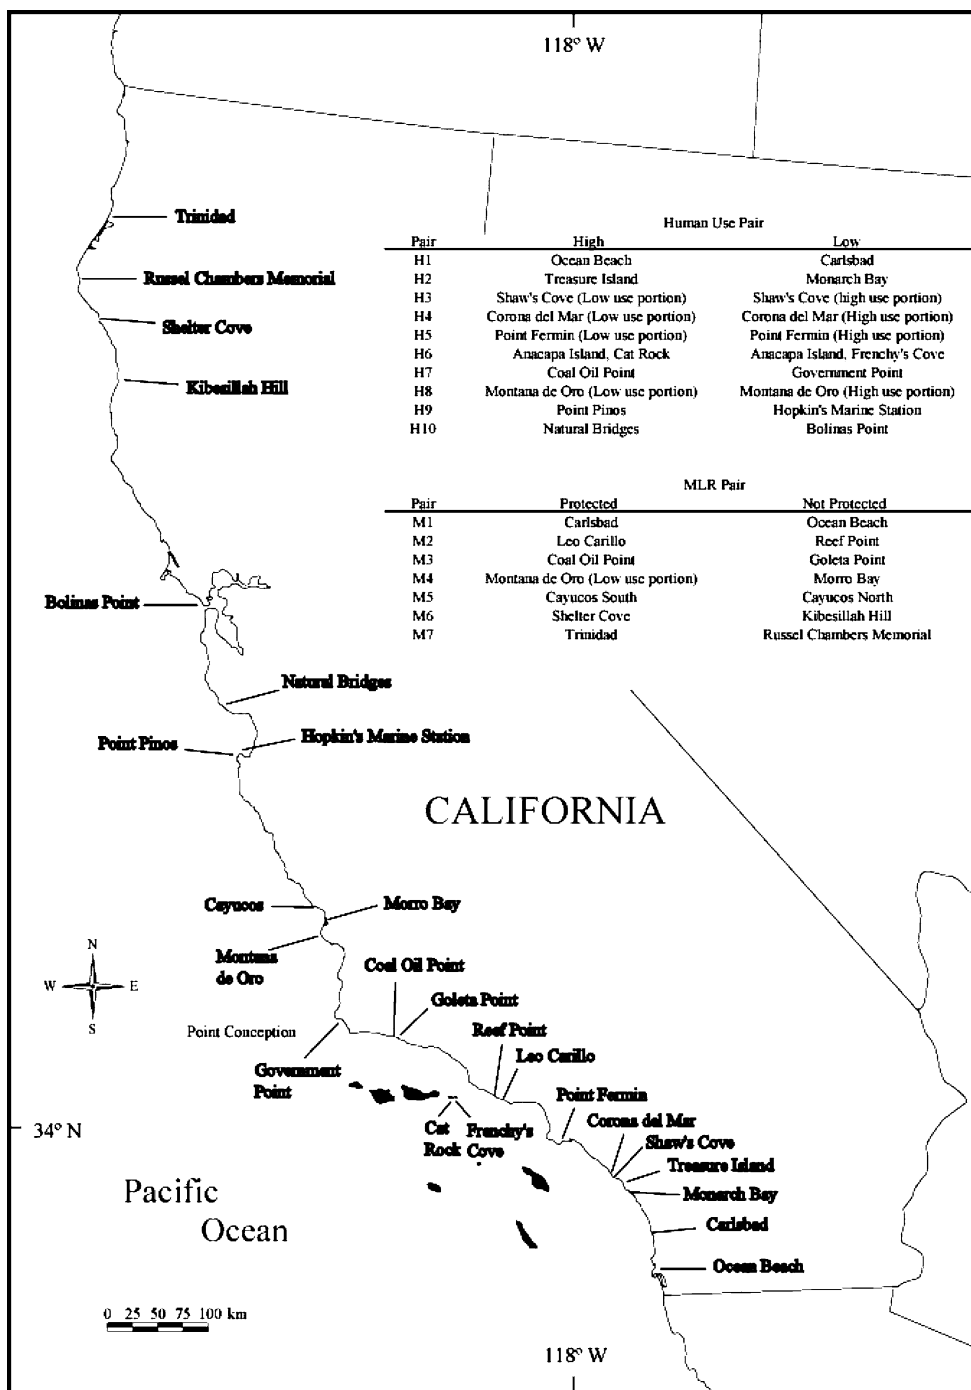 118° W
Trinidad
Russel Chambers Memorial
Shelter Cove
Kibesillah Hill
Human Use Pair
Pair High Low
H1 Ocean Beach Carlsbad
H2 Treasure Island Monarch Bay
H3 Shaw's Cove (Low use portion) Shaw's Cove (high use portion)
H4 Corona del Mar (Low use portion) Corona del Mar (High use portion)
H5 Point Fermin (Low use portion) Point Fermin (High use portion)
H6 Anacapa Island, Cat Rock Anacapa Island, Frenchy's Cove
H7 Coal Oil Point Government Point
H8 Montana de Oro (Low use portion) Montana de Oro (High use portion)
H9 Point Pinos Hopkin's Marine Station
H10 Natural Bridges Bolinas Point
MLR Pair
Pair Protected Not Protected
M1 Carlsbad Ocean Beach
M2 Leo Carillo Reef Point
M3 Coal Oil Point Goleta Point
M4 Montana de Oro (Low use portion) Morro Bay
M5 Cayucos South Cayucos North
M6 Shelter Cove Kibesillah Hill
M7 Trinidad Russel Chambers Memorial
Bolinas Point
Natural Bridges
Hopkin's Marine Station
Point Pinos
CALIFORNIA
Cayucos
Morro Bay
Montana
de Oro
Coal Oil Point
N
W E
S
Goleta Point
Point Conception
Reef Point
Leo Carillo
Government
Point
Point Fermin
Corona del Mar
Cat
Rock
Frenchy's
Cove
34° N
Shaw's Cove
Treasure Island
Monarch Bay
Pacific
Ocean
Carlsbad
Ocean Beach
0 25 50 75 100 km
118° W